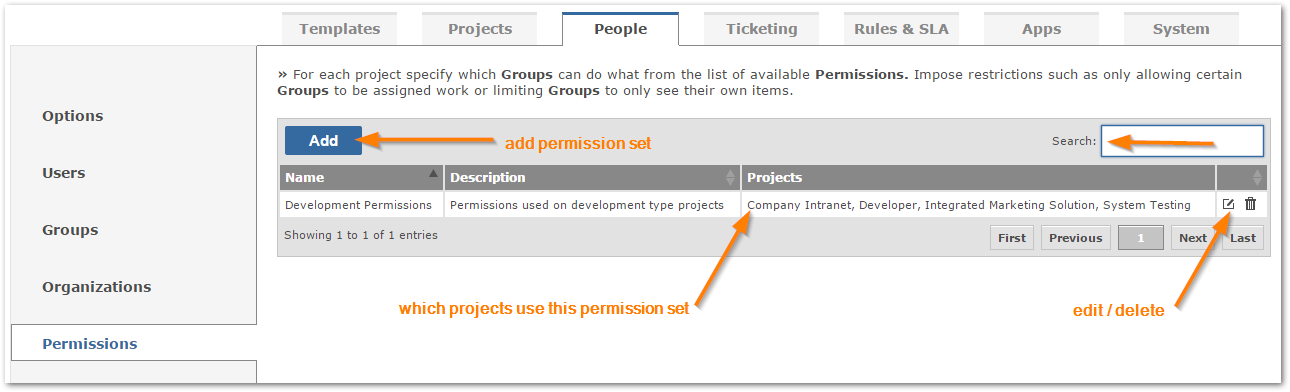 Templates Projects People Ticketing Rules & SLA Apps System
» For each project specify which Groups can do what from the list of available Permissions. Impose restrictions such as only allowing certain
Groups to be assigned work or limiting Groups to only see their own items.
Options
Users
Groups
Organizations
Permissions
Add add permission set Search:
Name Description Projects
Development Permissions Permissions used on development type projects Company Intranet, Developer, Integrated Marketing Solution, System Testing
Showing 1 to 1 of 1 entries First Previous 1 Next Last
which projects use this permission set edit / delete